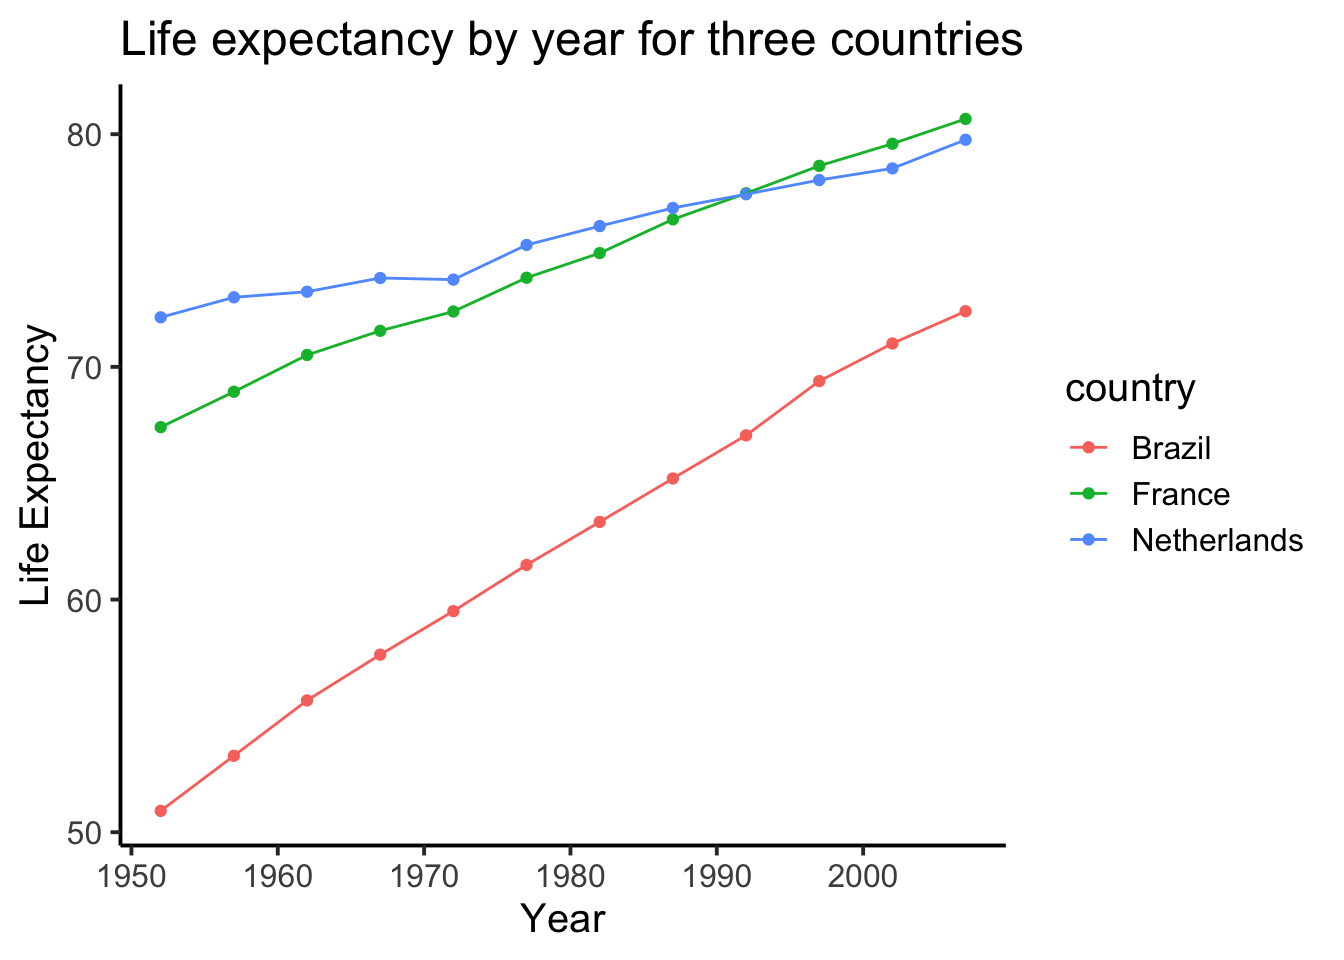 Life expectancy by year for three countries
Life Expectancy
80
70
60
50
1950 1960 1970 1980 1990 2000
Year
country
Brazil
France
Netherlands